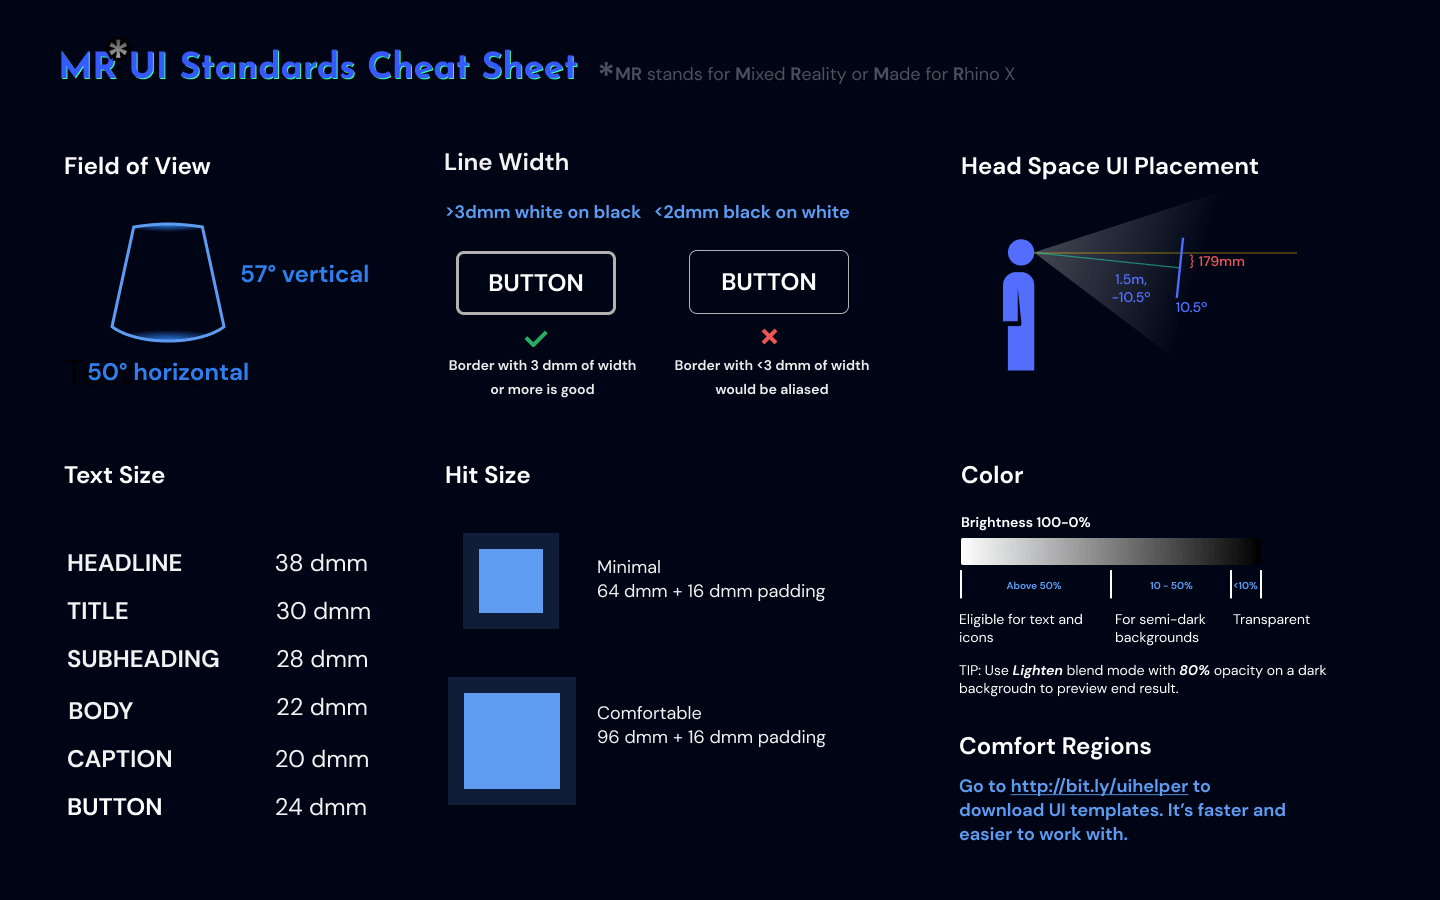 MR* UI Standards Cheat Sheet
*MR stands for Mixed Reality or Made for Rhino X
Field of View
57° vertical
50° horizontal
Line Width
>3dmm white on black
<2dmm black on white
BUTTON
Border with 3 dmm of width
or more is good
BUTTON
Border with <3 dmm of width
would be aliased
Head Space UI Placement
} 179mm
1.5m,
-10.5º
10.5º
Text Size
HEADLINE 38 dmm
TITLE 30 dmm
SUBHEADING 28 dmm
BODY 22 dmm
CAPTION 20 dmm
BUTTON 24 dmm
Hit Size
Minimal
64 dmm + 16 dmm padding
Comfortable
96 dmm + 16 dmm padding
Color
Brightness 100-0%
Above 50%
10 - 50%
<10%
Eligible for text and
icons
For semi-dark
backgrounds
Transparent
TIP: Use Lighten blend mode with 80% opacity on a dark
backgroudn to preview end result.
Comfort Regions
Go to http://bit.ly/uihelper to
download UI templates. It’s faster and
easier to work with.